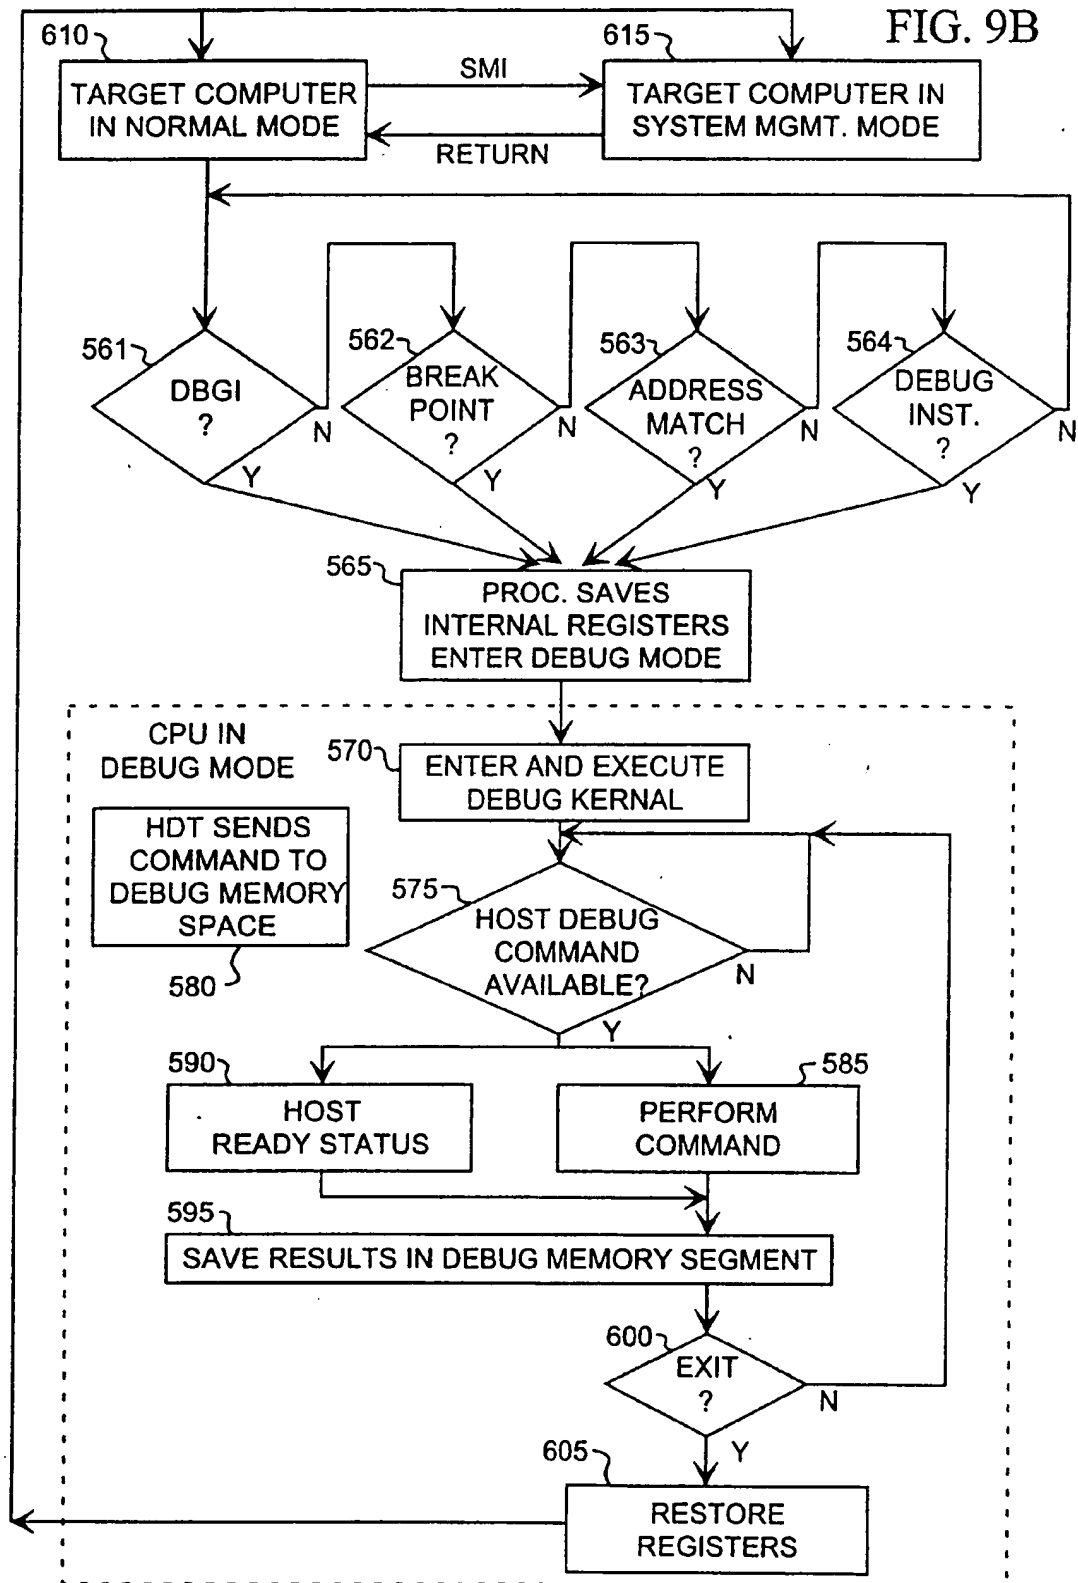 FIG. 9B
610
615
TARGET COMPUTER
IN NORMAL MODE
SMI
RETURN
TARGET COMPUTER IN
SYSTEM MGMT. MODE
561
DBGI
?
N
Y
562
BREAK
POINT
?
N
Y
563
ADDRESS
MATCH
?
N
Y
564
DEBUG
INST.
?
N
Y
565
PROC. SAVES
INTERNAL REGISTERS
ENTER DEBUG MODE
CPU IN
DEBUG MODE
570
ENTER AND EXECUTE
DEBUG KERNAL
HDT SENDS
COMMAND TO
DEBUG MEMORY
SPACE
580
575
HOST DEBUG
COMMAND
AVAILABLE?
N
Y
590
HOST
READY STATUS
585
PERFORM
COMMAND
595
SAVE RESULTS IN DEBUG MEMORY SEGMENT
600
EXIT
?
N
Y
605
RESTORE
REGISTERS